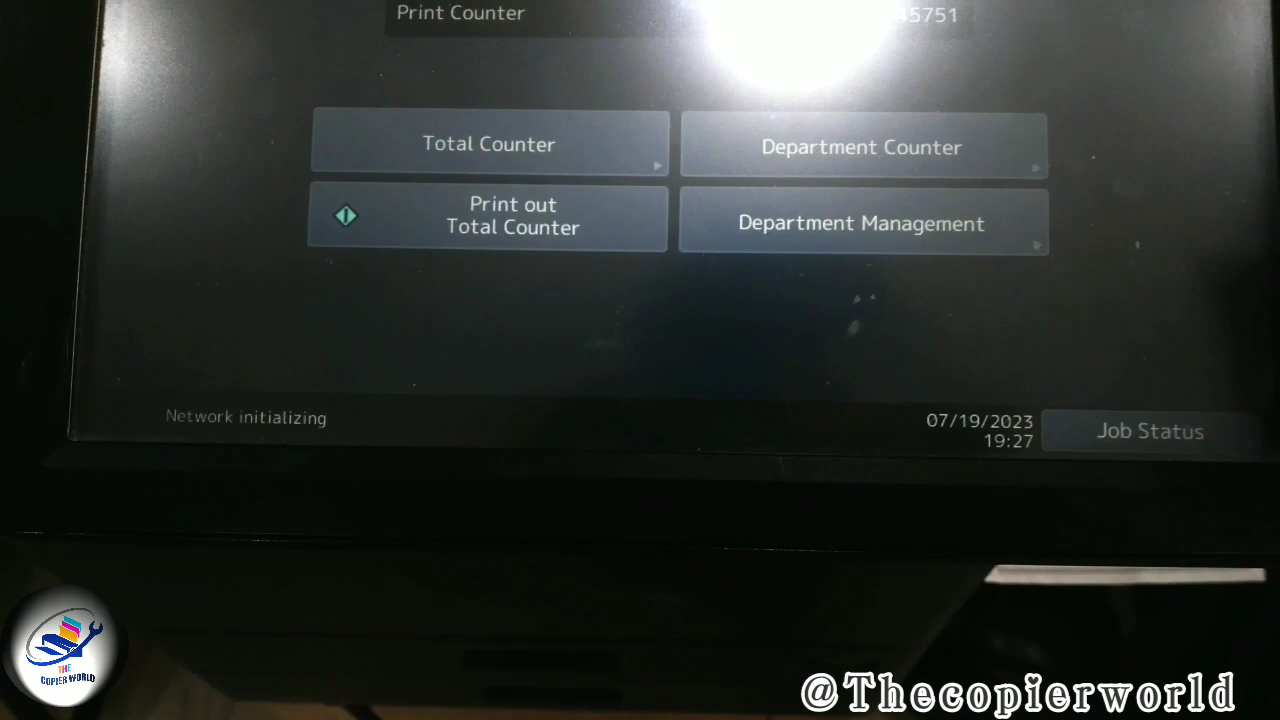 Print Counter
45751
Total Counter
Department Counter
Print out
Total Counter
Department Management
Network initializing
07/19/2023
19:27
Job Status
THE
COPIER WORLD
@Thecopierworld